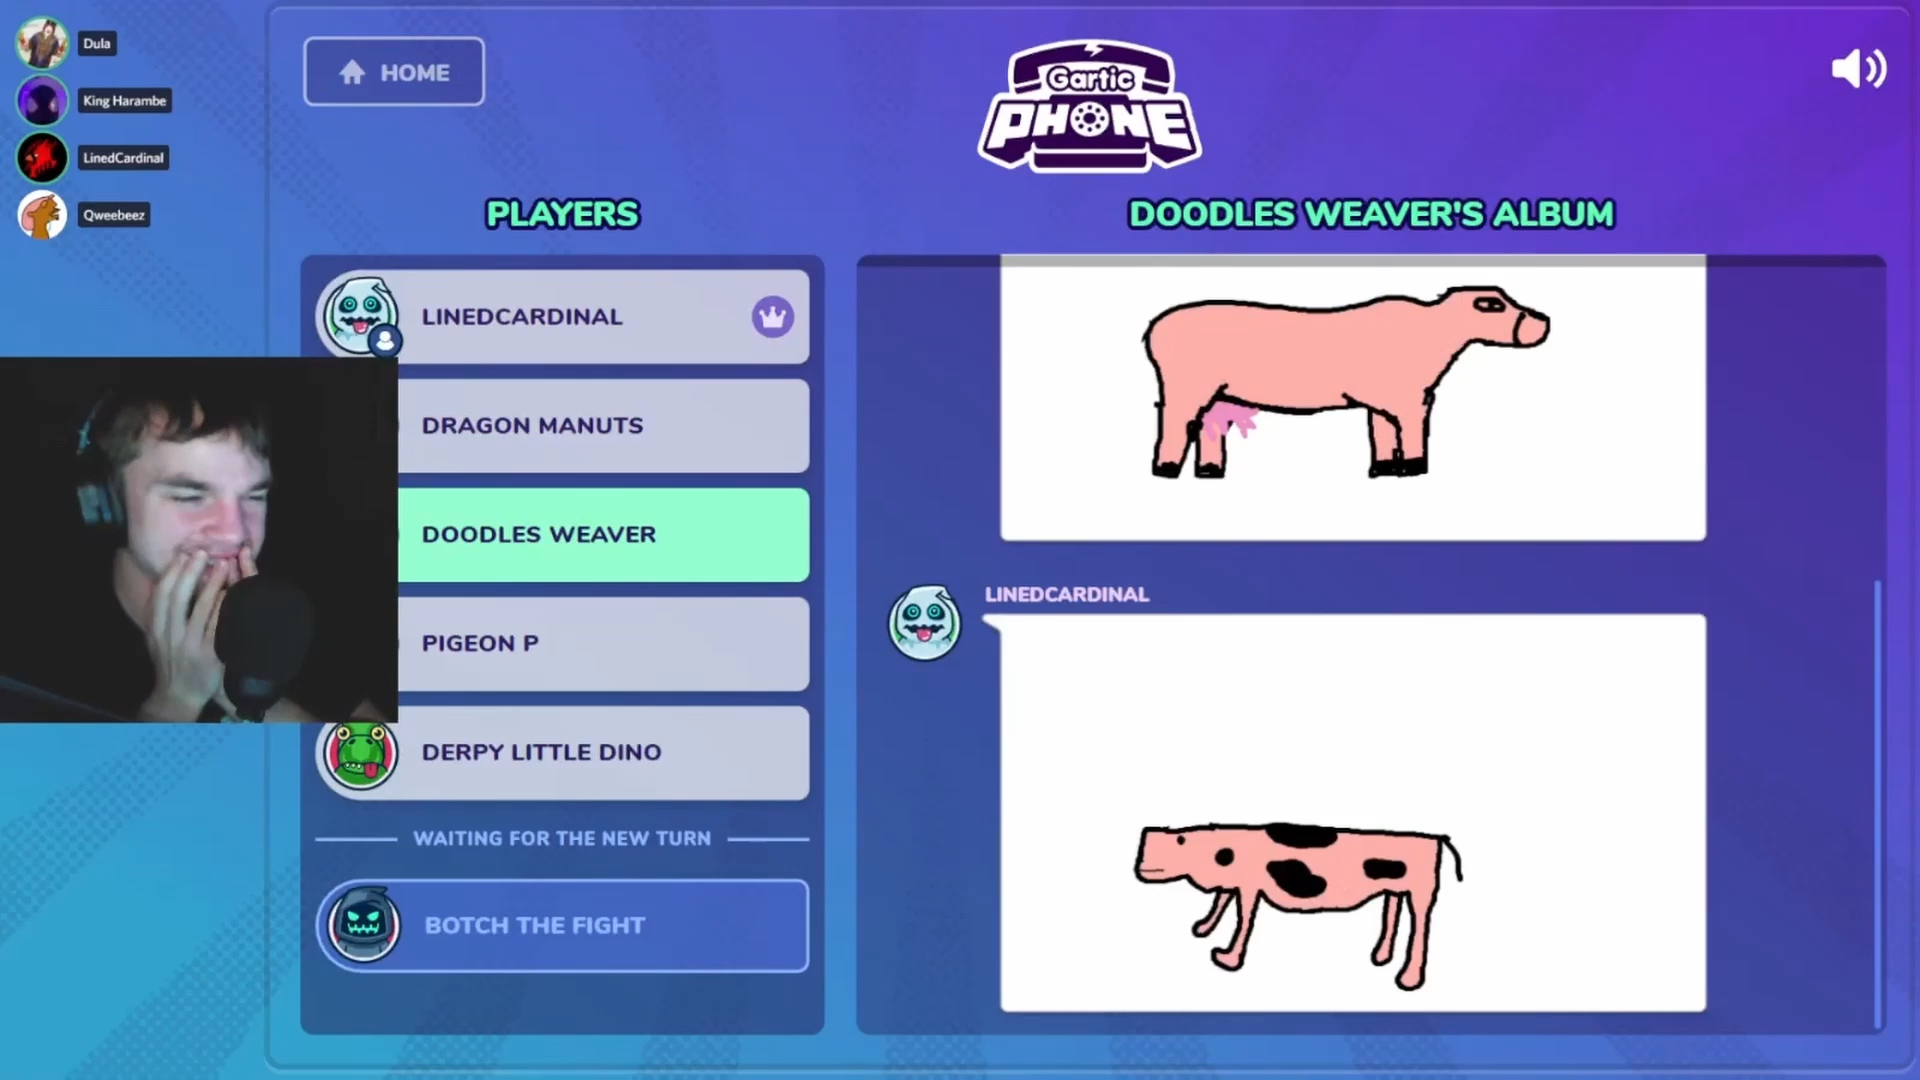 Dula
King Harambe
LinedCardinal
Qweebeez
HOME
Gartic
PHONE
PLAYERS
LINEDCARDINAL
DRAGON MANUTS
DOODLES WEAVER
PIGEON P
DERPY LITTLE DINO
WAITING FOR THE NEW TURN
BOTCH THE FIGHT
DOODLES WEAVER'S ALBUM
LINEDCARDINAL